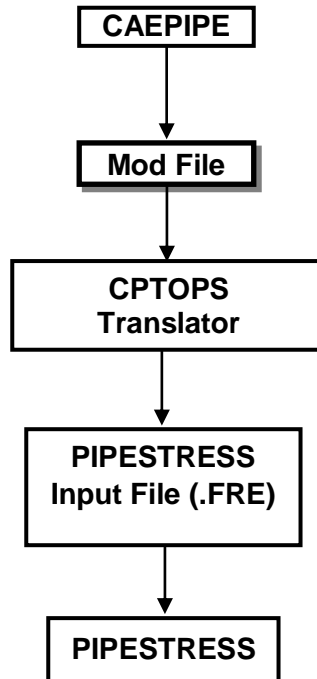 CAEPIPE
Mod File
CPTOPS
Translator
PIPESTRESS
Input File (.FRE)
PIPESTRESS